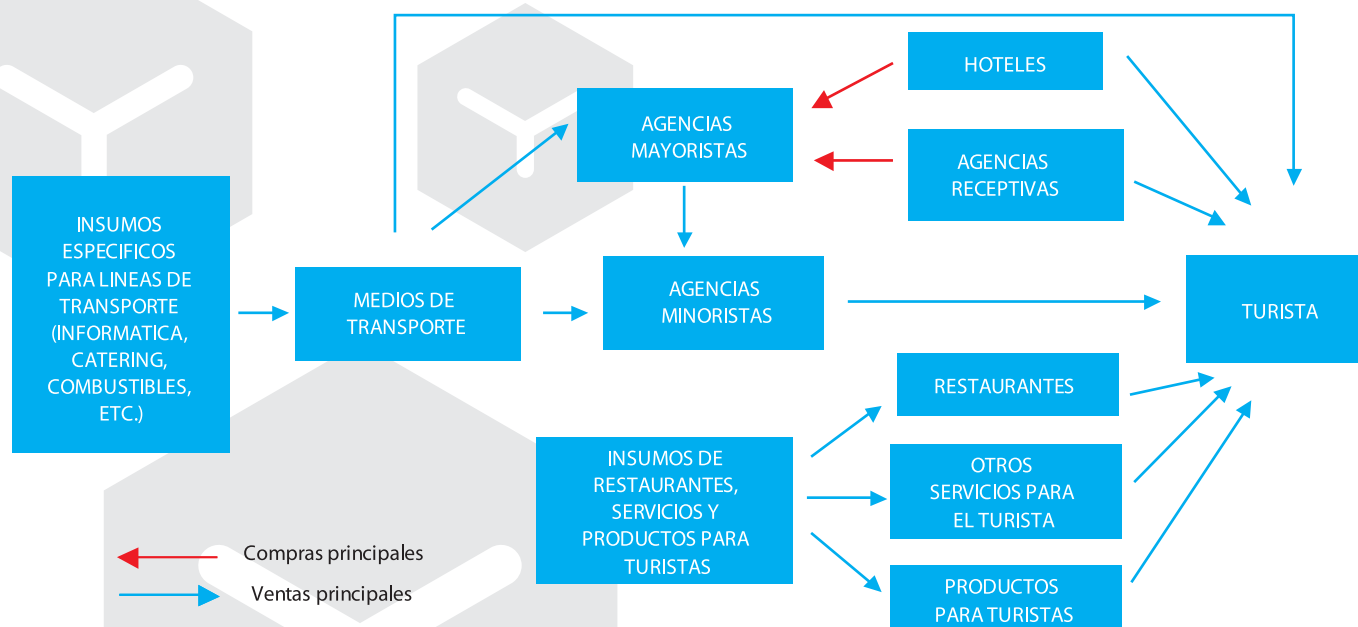 HOTELES
AGENCIAS
MAYORISTAS
AGENCIAS
RECEPTIVAS
INSUMOS
ESPECIFICOS
PARA LINEAS DE
TRANSPORTE
(INFORMATICA,
CATERING,
COMBUSTIBLES,
ETC.)
MEDIOS DE
TRANSPORTE
AGENCIAS
MINORISTAS
TURISTA
RESTAURANTES
INSUMOS DE
RESTAURANTES,
SERVICIOS Y
PRODUCTOS PARA
TURISTAS
OTROS
SERVICIOS PARA
EL TURISTA
PRODUCTOS
PARA TURISTAS
Compras principales
Ventas principales